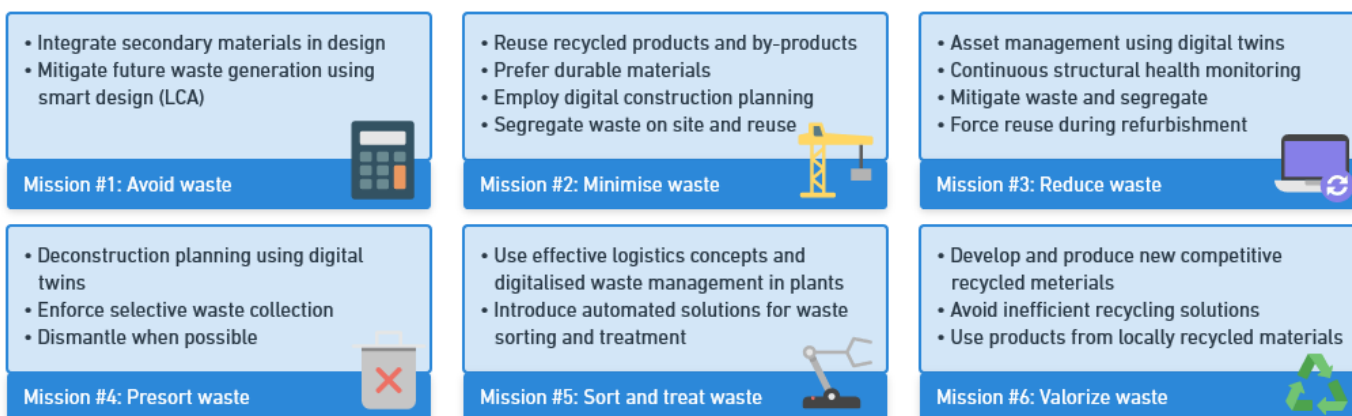 • Integrate secondary materials in design
• Mitigate future waste generation using
smart design (LCA)
Mission #1: Avoid waste
• Reuse recycled products and by-products
• Prefer durable materials
• Employ digital construction planning
• Segregate waste on site and reuse
Mission #2: Minimise waste
• Asset management using digital twins
• Continuous structural health monitoring
• Mitigate waste and segregate
• Force reuse during refurbishment
Mission #3: Reduce waste
• Deconstruction planning using digital
twins
• Enforce selective waste collection
• Dismantle when possible
Mission #4: Presort waste
• Use effective logistics concepts and
digitalised waste management in plants
• Introduce automated solutions for waste
sorting and treatment
Mission #5: Sort and treat waste
• Develop and produce new competitive
recycled meterials
• Avoid inefficient recycling solutions
• Use products from locally recycled materials
Mission #6: Valorize waste